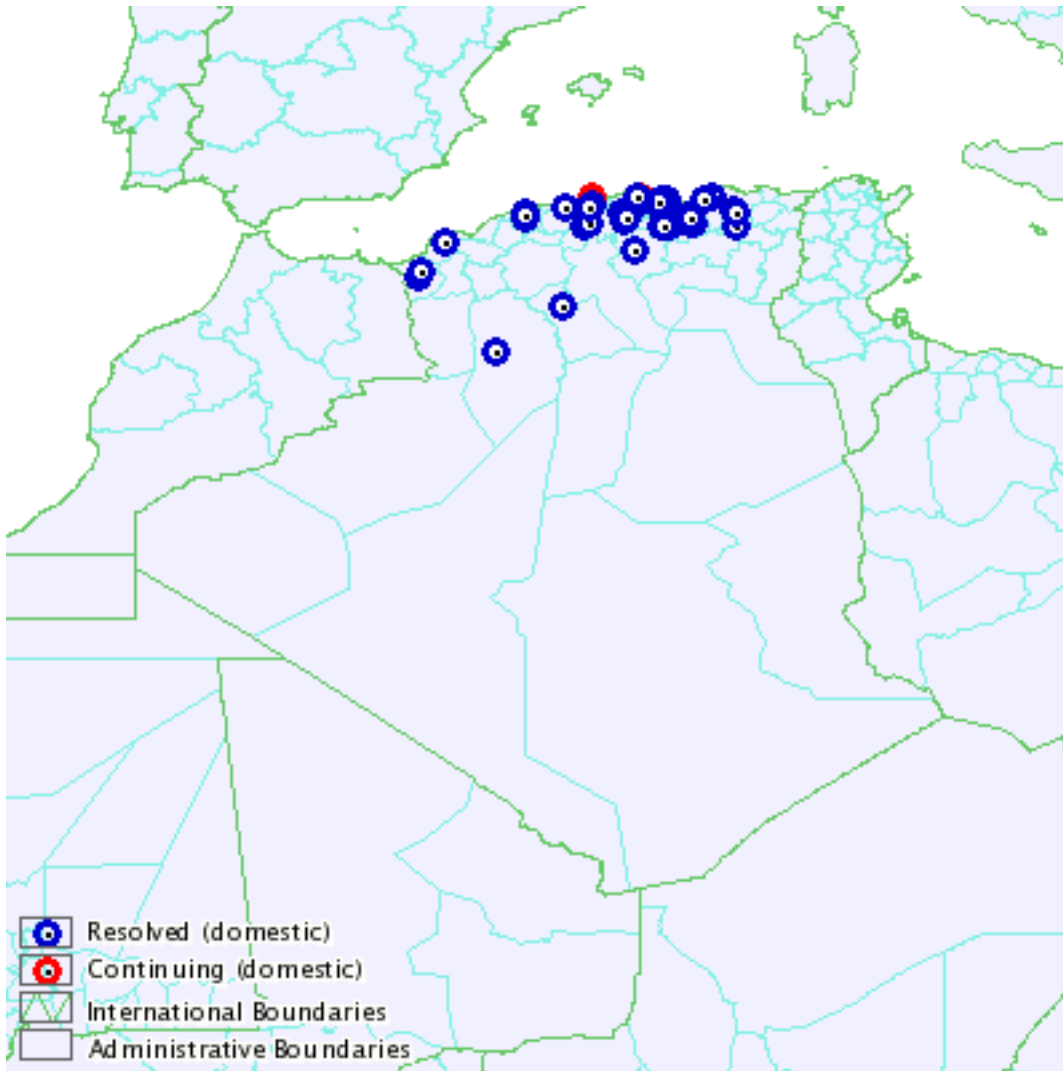 Resolved (domestic)
Continuing (domestic)
International Boundaries
Administrative Boundaries